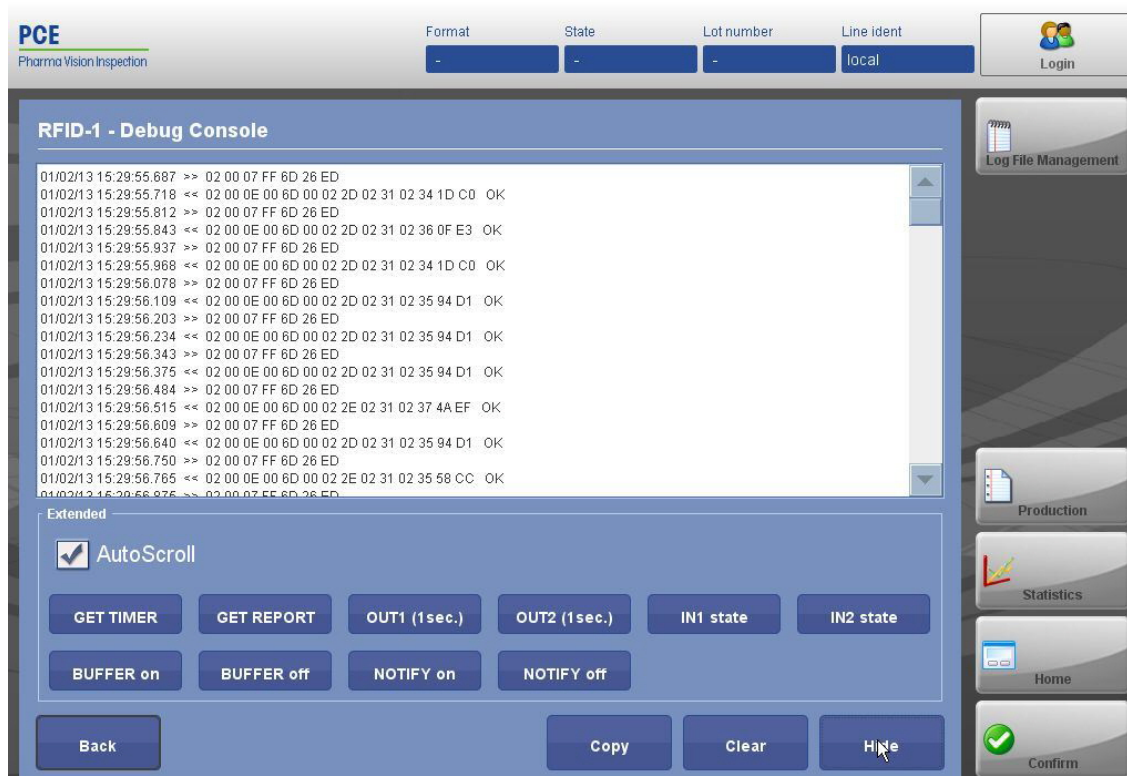 PCE
Pharma Vision Inspection
Format
State
Lot number
Line ident
-
-
-
local
Login
RFID-1 - Debug Console
Log File Management
01/02/13 15:29:55.687 >> 02 00 07 FF 6D 26 ED
01/02/13 15:29:55.718 << 02 00 0E 00 6D 00 02 2D 02 31 02 34 1D C0 OK
01/02/13 15:29:55.812 >> 02 00 07 FF 6D 26 ED
01/02/13 15:29:55.843 << 02 00 0E 00 6D 00 02 2D 02 31 02 36 0F E3 OK
01/02/13 15:29:55.937 >> 02 00 07 FF 6D 26 ED
01/02/13 15:29:55.968 << 02 00 0E 00 6D 00 02 2D 02 31 02 34 1D C0 OK
01/02/13 15:29:56.078 >> 02 00 07 FF 6D 26 ED
01/02/13 15:29:56.109 << 02 00 0E 00 6D 00 02 2D 02 31 02 35 94 D1 OK
01/02/13 15:29:56.203 >> 02 00 07 FF 6D 26 ED
01/02/13 15:29:56.234 << 02 00 0E 00 6D 00 02 2D 02 31 02 35 94 D1 OK
01/02/13 15:29:56.343 >> 02 00 07 FF 6D 26 ED
01/02/13 15:29:56.375 << 02 00 0E 00 6D 00 02 2D 02 31 02 35 94 D1 OK
01/02/13 15:29:56.484 >> 02 00 07 FF 6D 26 ED
01/02/13 15:29:56.515 << 02 00 0E 00 6D 00 02 2E 02 31 02 37 4A EF OK
01/02/13 15:29:56.609 >> 02 00 07 FF 6D 26 ED
01/02/13 15:29:56.640 << 02 00 0E 00 6D 00 02 2D 02 31 02 35 94 D1 OK
01/02/13 15:29:56.750 >> 02 00 07 FF 6D 26 ED
01/02/13 15:29:56.765 << 02 00 0E 00 6D 00 02 2E 02 31 02 35 58 CC OK
01/02/13 15:29:56.875 >> 02 00 07 FF 6D 26 ED
Extended
AutoScroll
GET TIMER
GET REPORT
OUT1 (1sec.)
OUT2 (1sec.)
IN1 state
IN2 state
BUFFER on
BUFFER off
NOTIFY on
NOTIFY off
Back
Copy
Clear
Hide
Production
Statistics
Home
Confirm